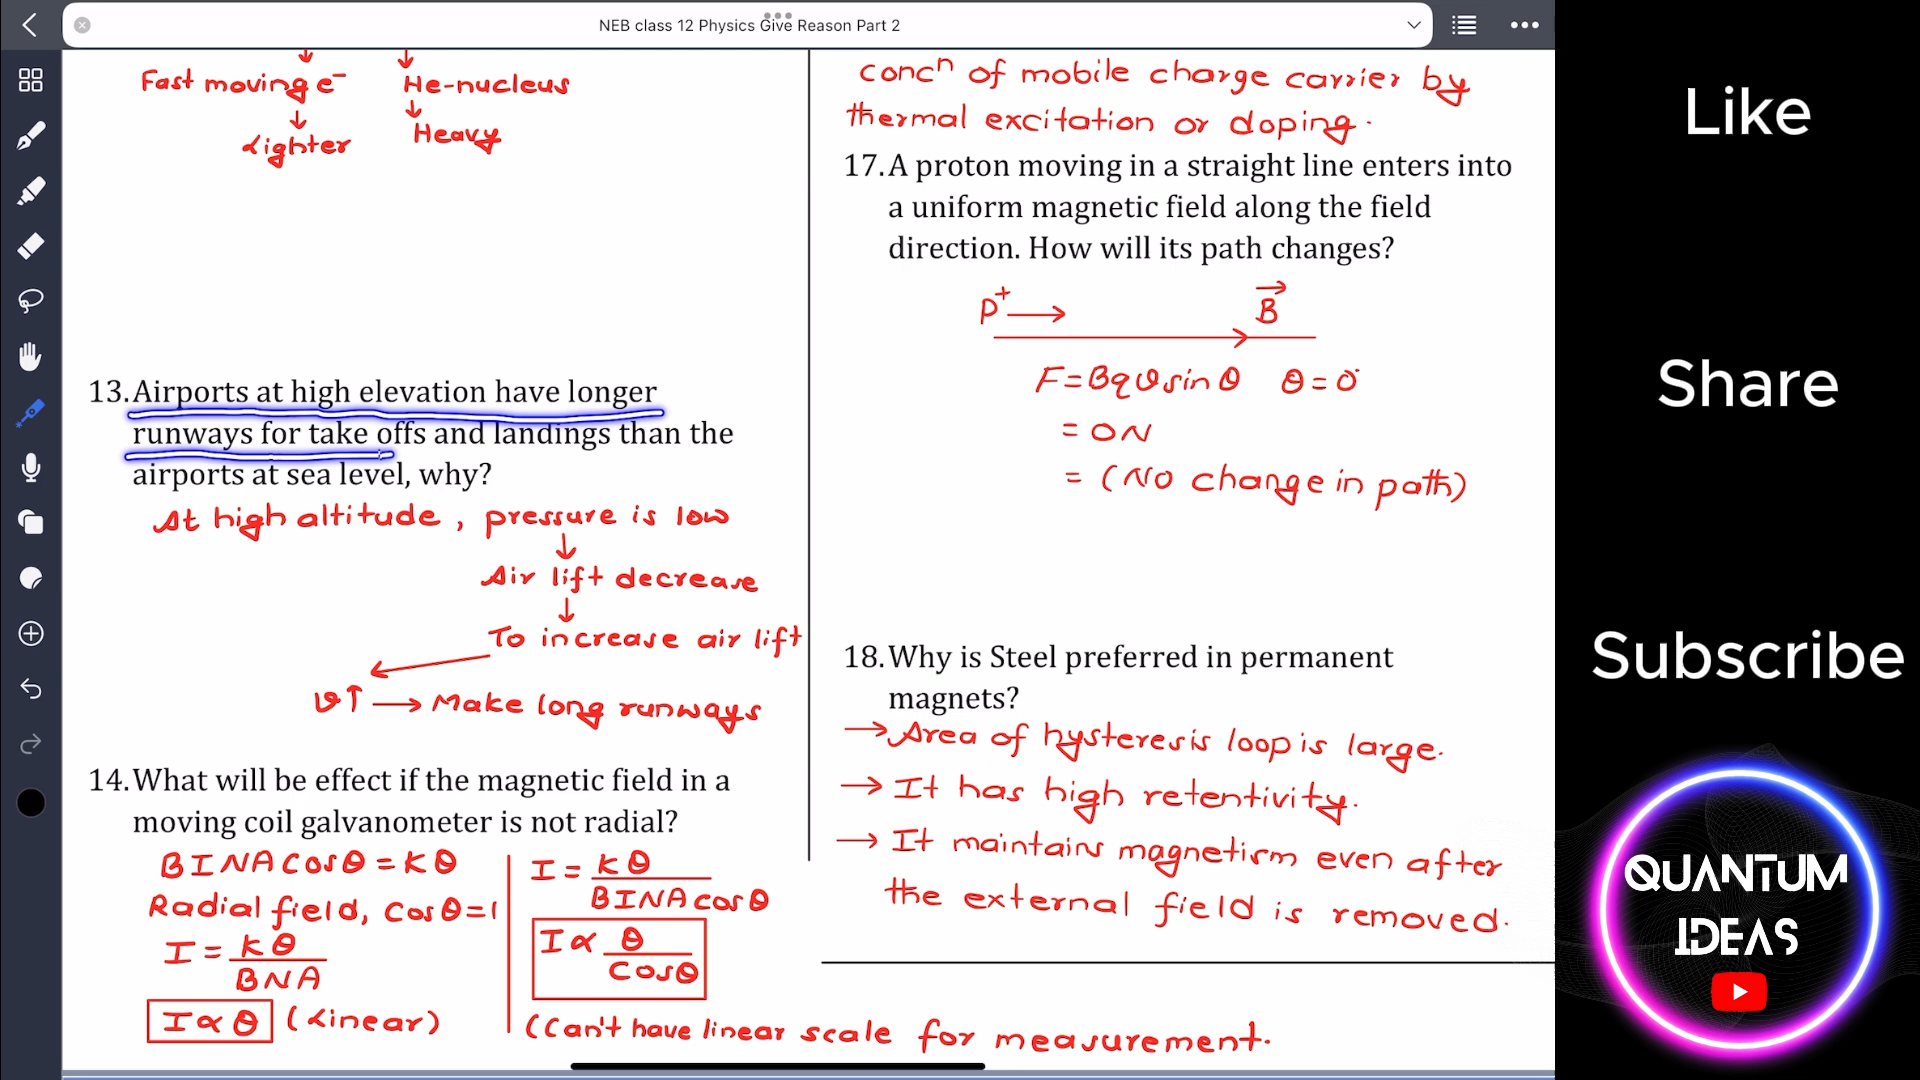 NEB class 12 Physics Give Reason Part 2
Fast moving e⁻
He-nucleus
Lighter
Heavy
13. Airports at high elevation have longer
runways for take offs and landings than the
airports at sea level, why?
At high altitude, pressure is low
Air lift decrease
To increase air lift
v↑ → Make long runways
14. What will be effect if the magnetic field in a
moving coil galvanometer is not radial?
BINA cosθ = Kθ
Radial field, cosθ=1
I = Kθ/BNA
I ∝ θ (Linear)
I = Kθ/BINA cosθ
I ∝ θ/cosθ
(Can't have linear scale for measurement.
concⁿ of mobile charge carrier by
thermal excitation or doping.
17. A proton moving in a straight line enters into
a uniform magnetic field along the field
direction. How will its path changes?
P⁺ → B⃗
F = Bqv sinθ θ = 0°
= 0N
= (No change in path)
18. Why is Steel preferred in permanent
magnets?
→ Area of hysteresis loop is large.
→ It has high retentivity.
→ It maintains magnetism even after
the external field is removed.
Like
Share
Subscribe
QUANTUM
IDEAS